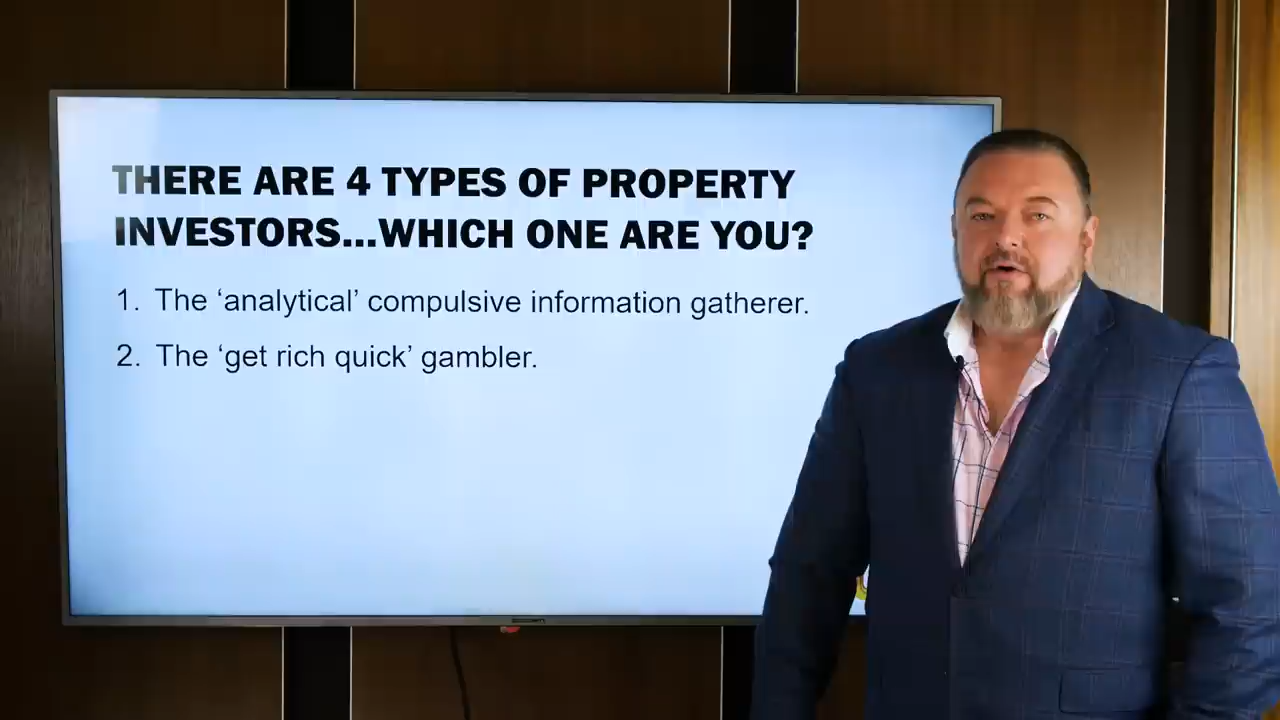 THERE ARE 4 TYPES OF PROPERTY
INVESTORS...WHICH ONE ARE YOU?
1. The ‘analytical’ compulsive information gatherer.
2. The ‘get rich quick’ gambler.